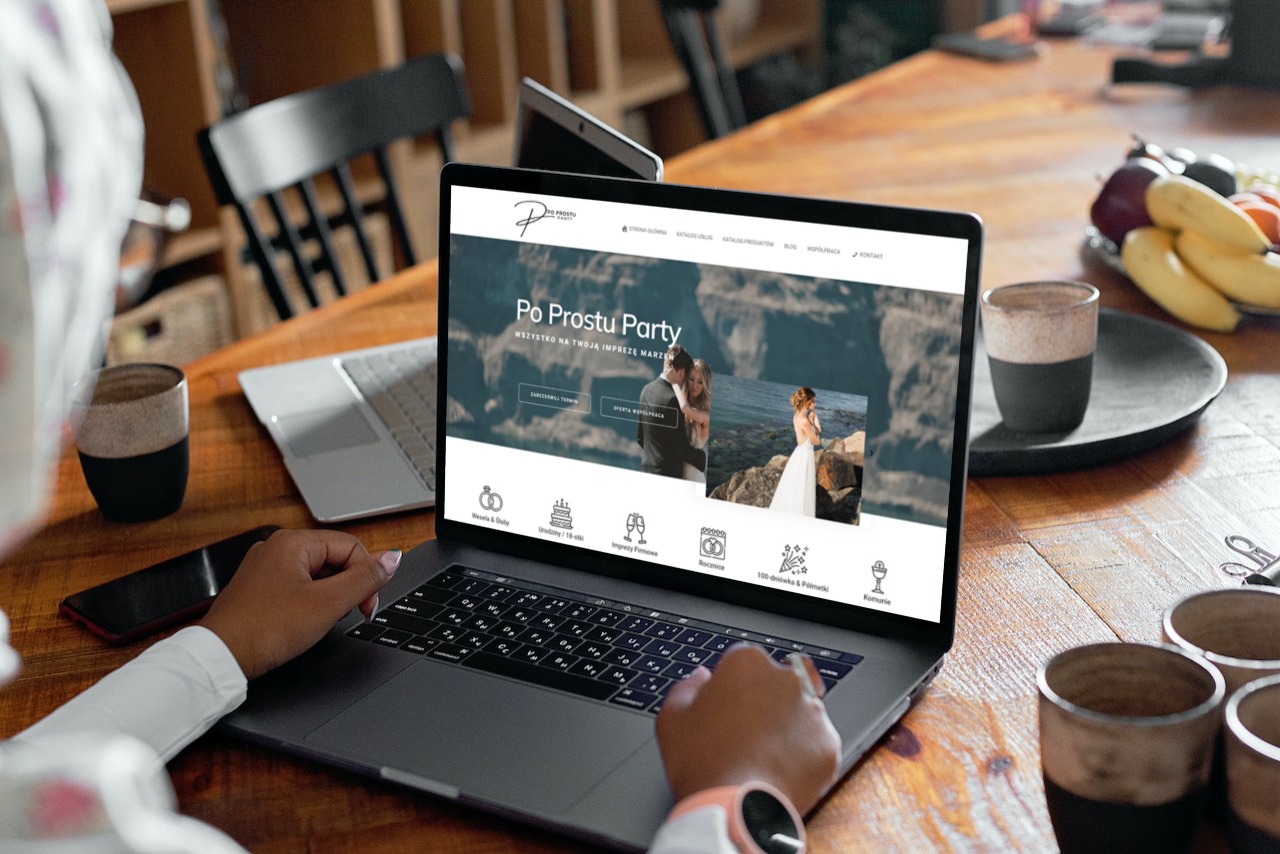 PO PROSTU
PARTY
STRONA GŁÓWNA KATALOG USŁUG KATALOG PRODUKTÓW BLOG WSPÓŁPRACA KONTAKT
Po Prostu Party
WSZYSTKO NA TWOJĄ IMPREZĘ MARZEŃ
ZAREZERWUJ TERMIN OFERTA WSPÓŁPRACA
Wesela & Śluby
Urodziny / 18-stki
Imprezy Firmowe
Rocznice
100-dniówka & Półmetki
Komunie